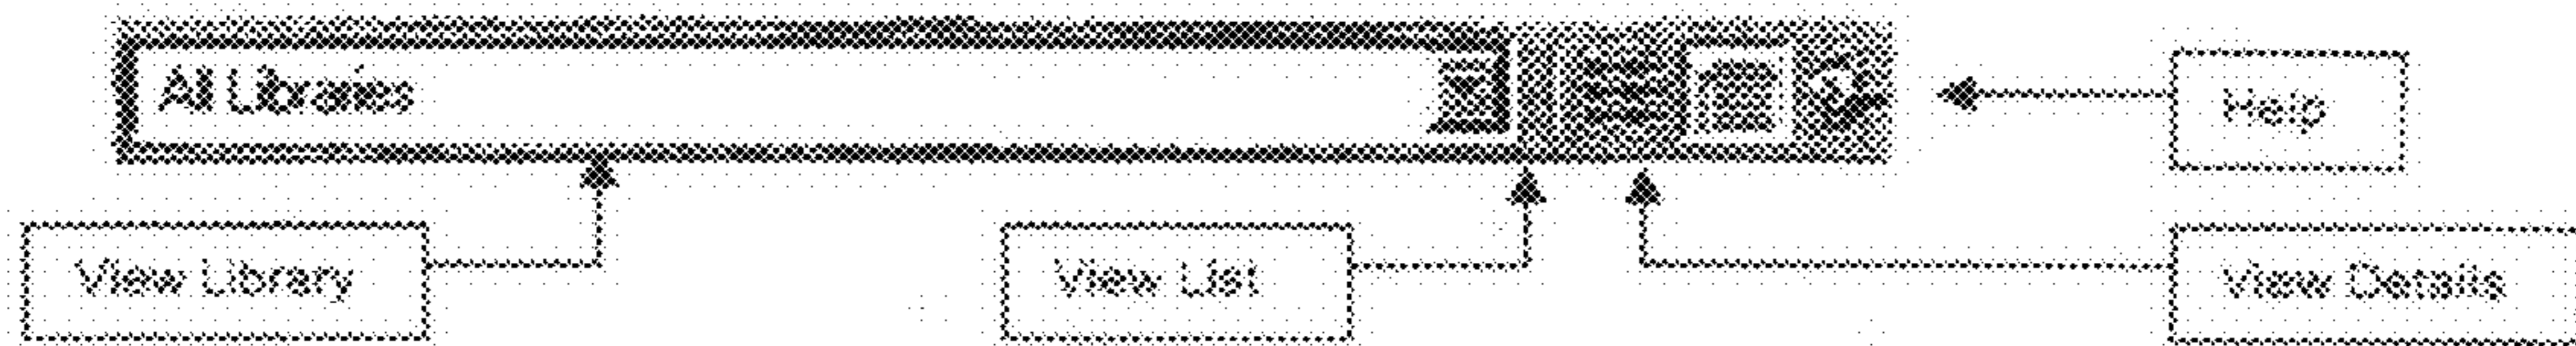 All Libraries
Help
View Library
View List
View Details